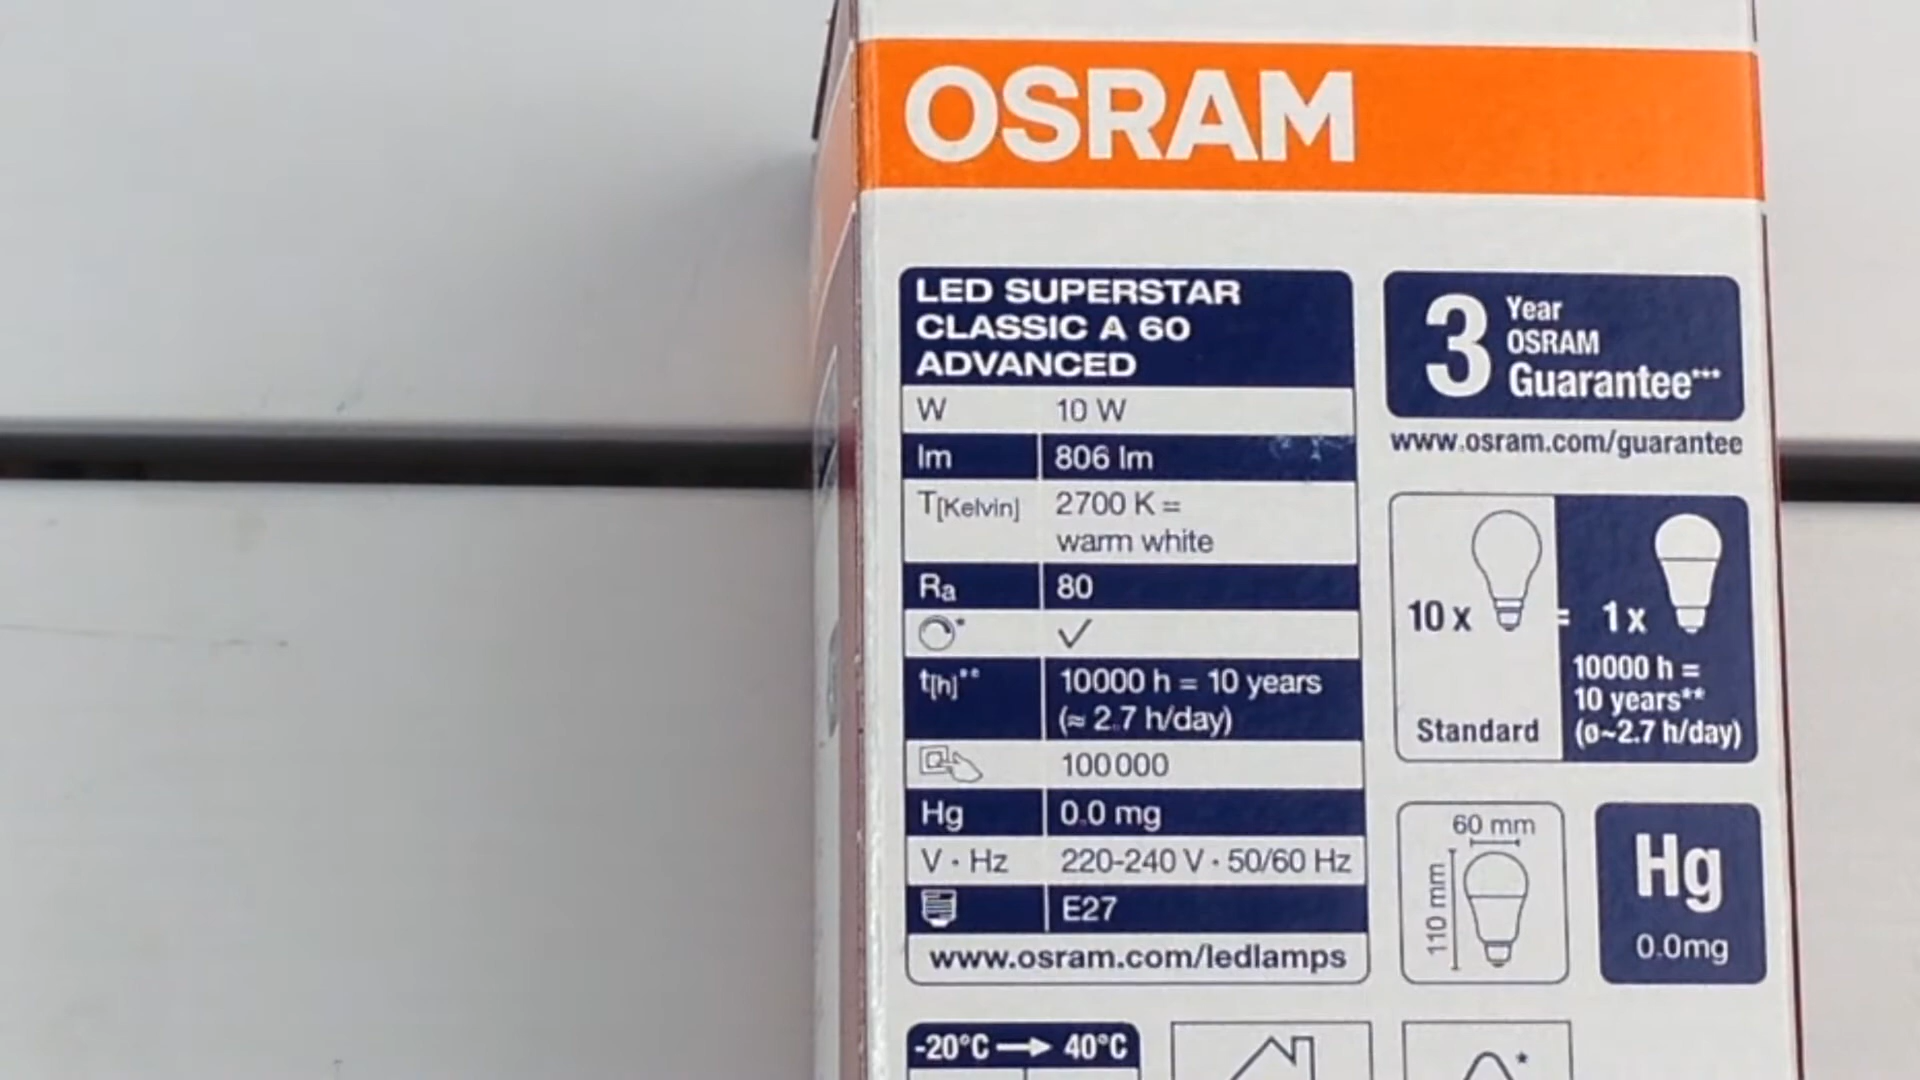 OSRAM
LED SUPERSTAR
CLASSIC A 60
ADVANCED
W 10 W
lm 806 lm
T[Kelvin] 2700 K =
warm white
Ra 80
* ✓
t[h]** 10000 h = 10 years
(≈ 2.7 h/day)
100000
Hg 0.0 mg
V · Hz 220-240 V · 50/60 Hz
E27
www.osram.com/ledlamps
-20°C → 40°C
3 Year
OSRAM
Guarantee***
www.osram.com/guarantee
10 x = 1 x
10000 h =
10 years**
Standard (ø~2.7 h/day)
60 mm
110 mm
Hg
0.0mg
*